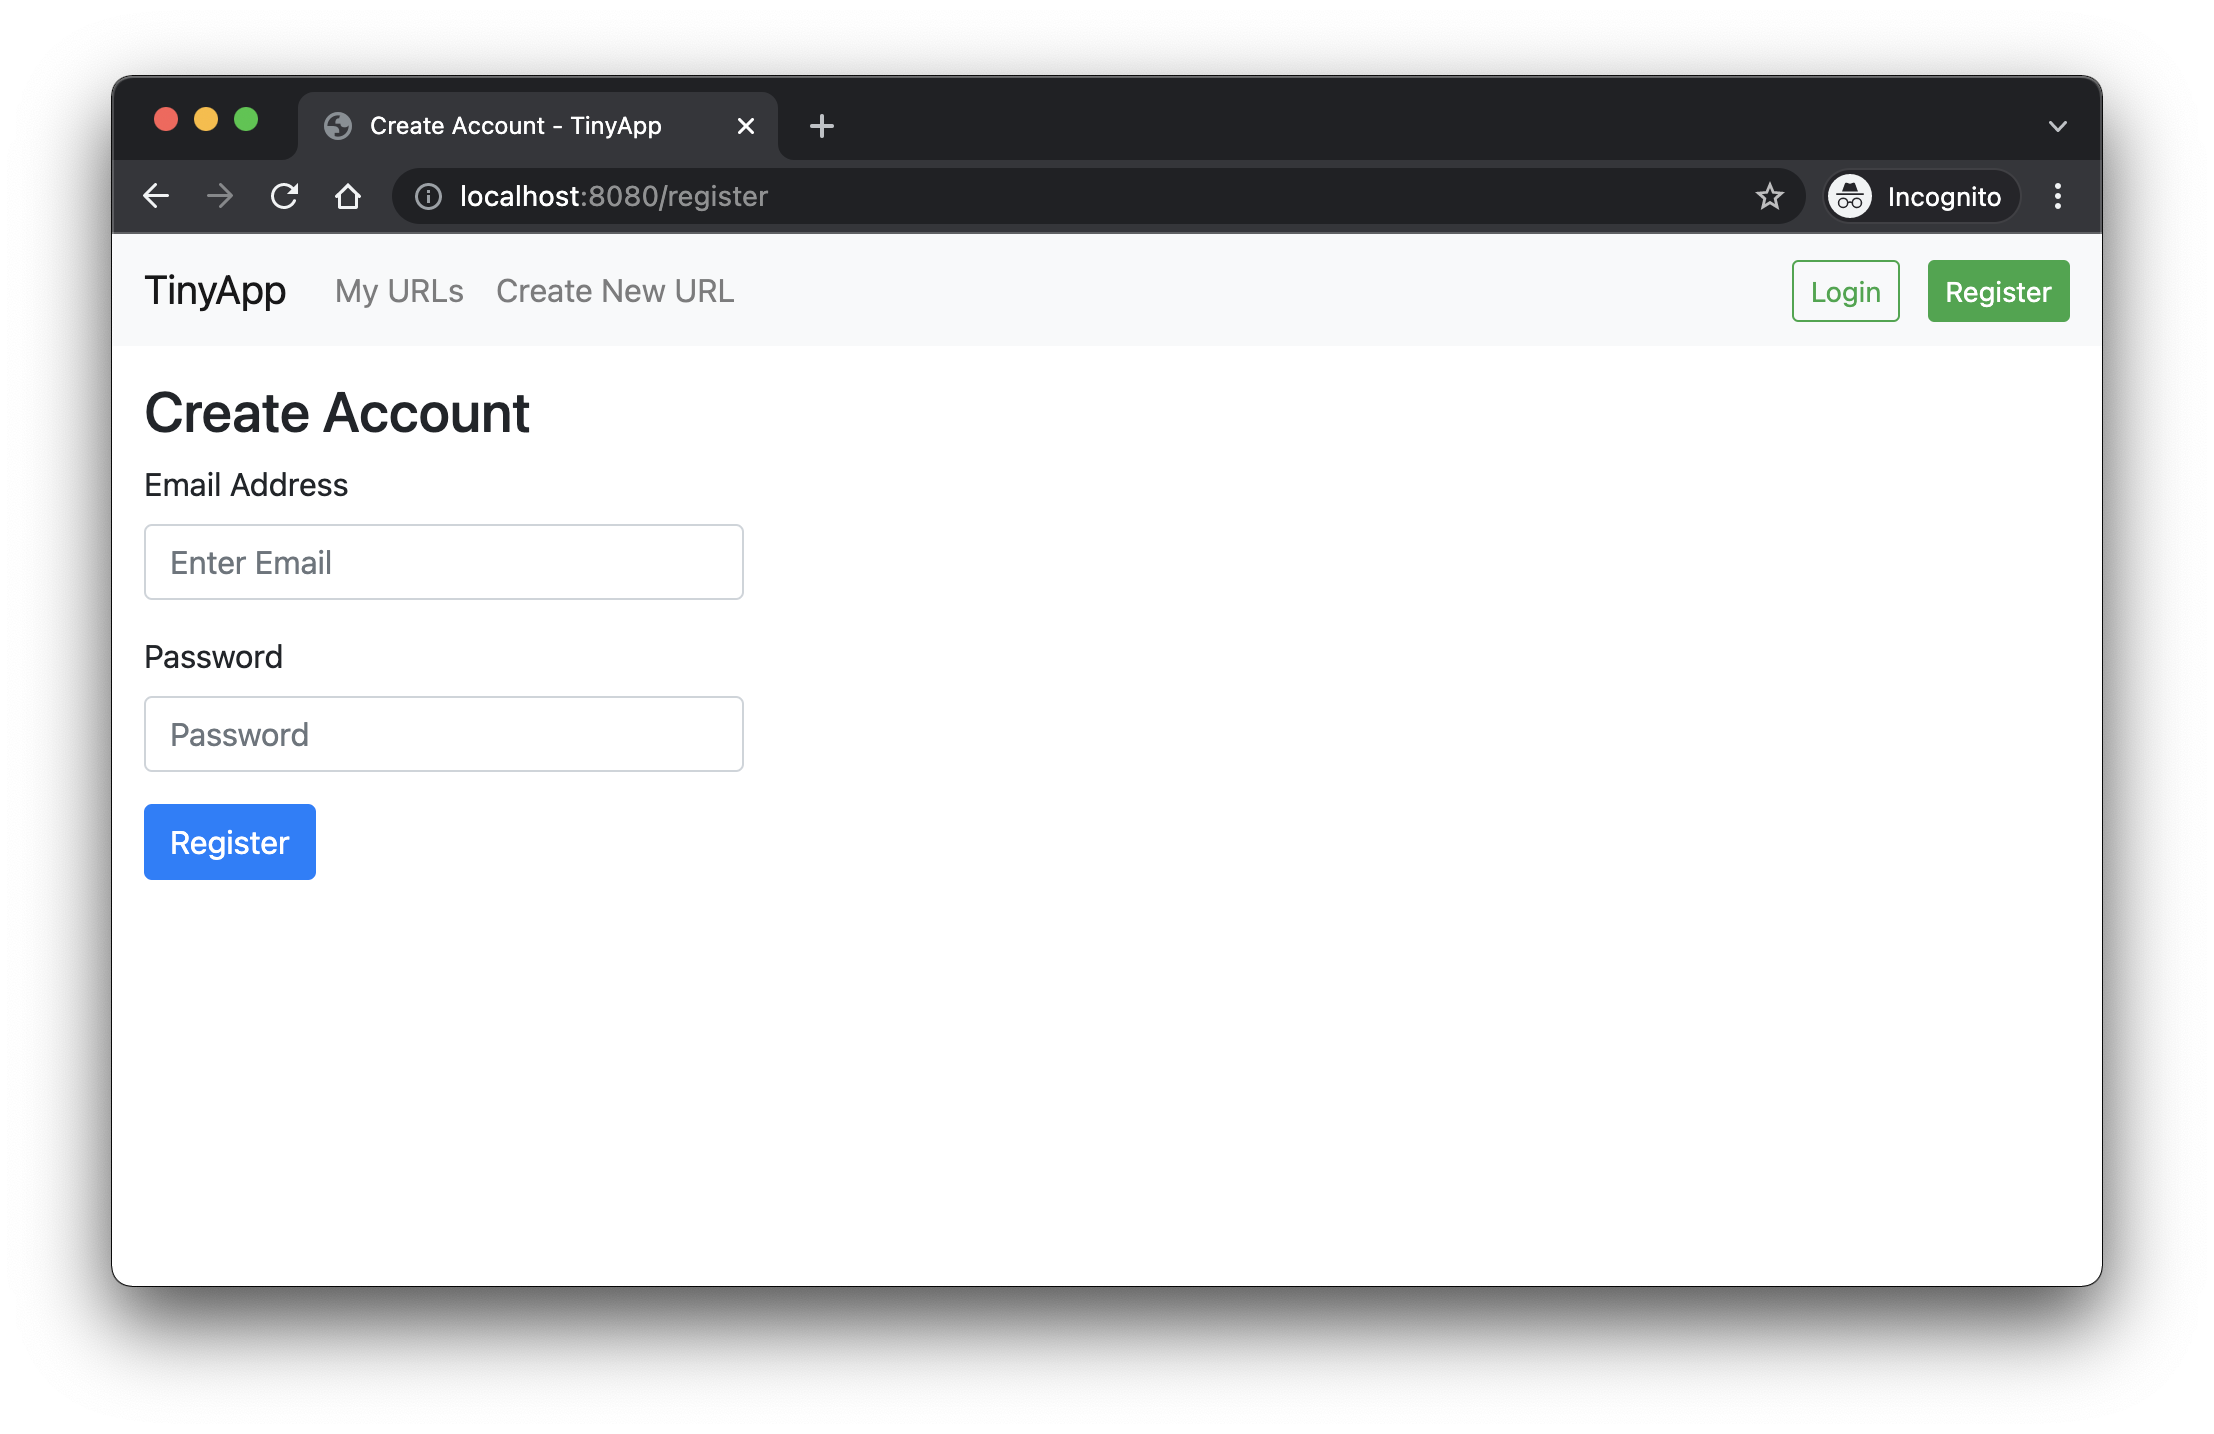 Create Account - TinyApp
localhost:8080/register
Incognito
TinyApp My URLs Create New URL Login Register
Create Account
Email Address
Enter Email
Password
Password
Register